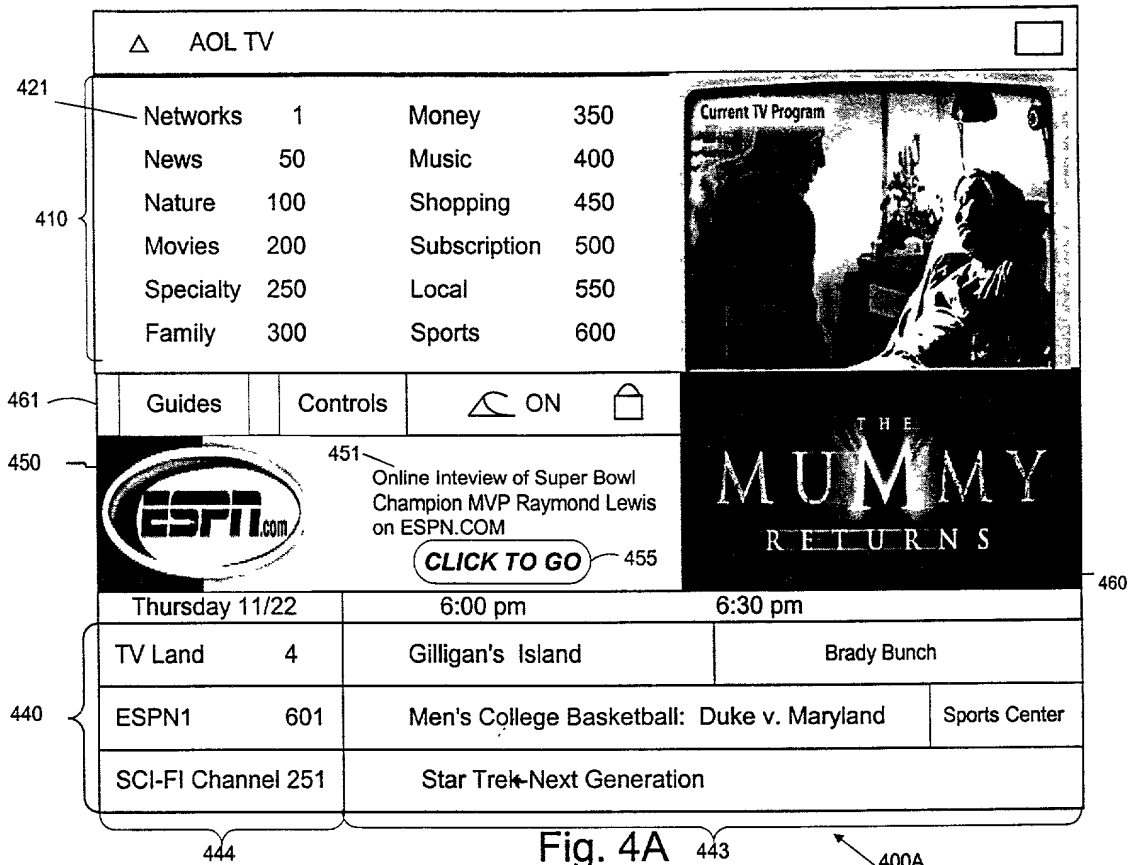 AOL TV
421
Networks 1 Money 350
News 50 Music 400
Nature 100 Shopping 450
410
Movies 200 Subscription 500
Specialty 250 Local 550
Family 300 Sports 600
Current TV Program
461
Guides Controls ON
450
ESPN.com
451
Online Inteview of Super Bowl
Champion MVP Raymond Lewis
on ESPN.COM
CLICK TO GO
455
THE
MUMMY
RETURNS
460
Thursday 11/22 6:00 pm 6:30 pm
TV Land 4 Gilligan's Island Brady Bunch
440
ESPN1 601 Men's College Basketball: Duke v. Maryland Sports Center
SCI-FI Channel 251 Star Trek-Next Generation
444
Fig. 4A
443
400A